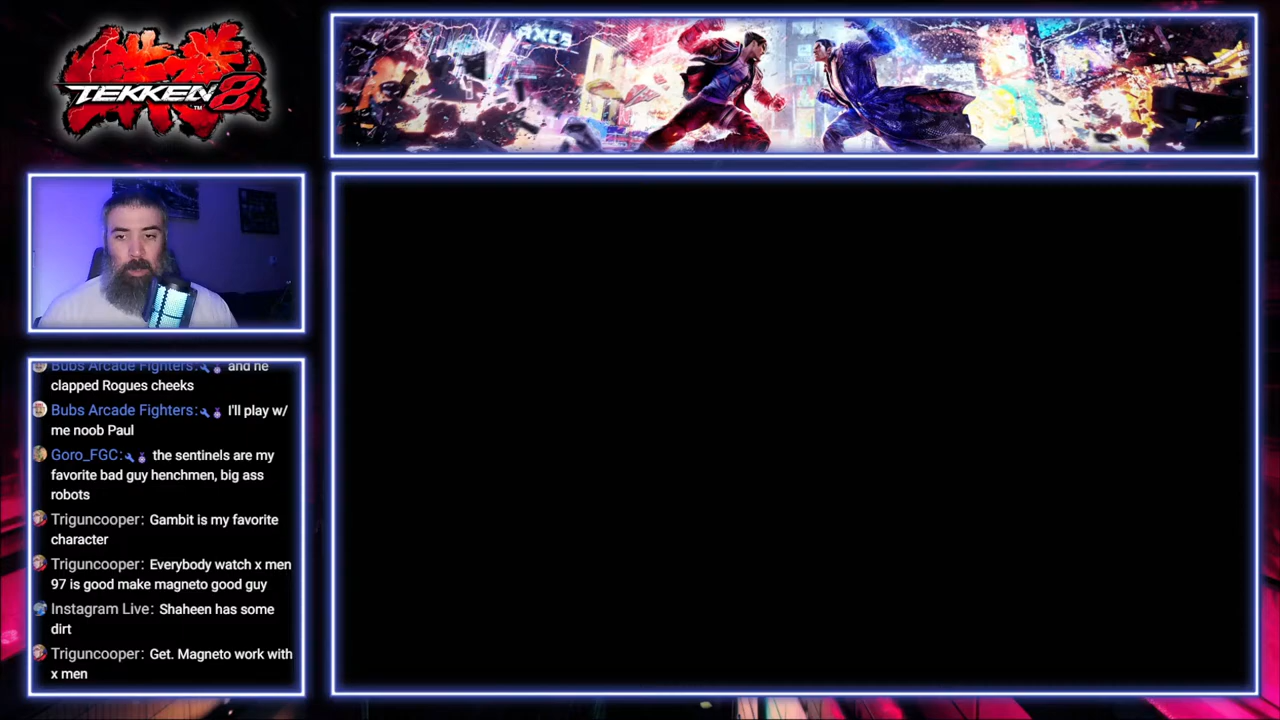 TEKKEN 8
Bubs Arcade Fighters: and he
clapped Rogues cheeks
Bubs Arcade Fighters: I'll play w/
me noob Paul
Goro_FGC: the sentinels are my
favorite bad guy henchmen, big ass
robots
Triguncooper: Gambit is my favorite
character
Triguncooper: Everybody watch x men
97 is good make magneto good guy
Instagram Live: Shaheen has some
dirt
Triguncooper: Get. Magneto work with
x men